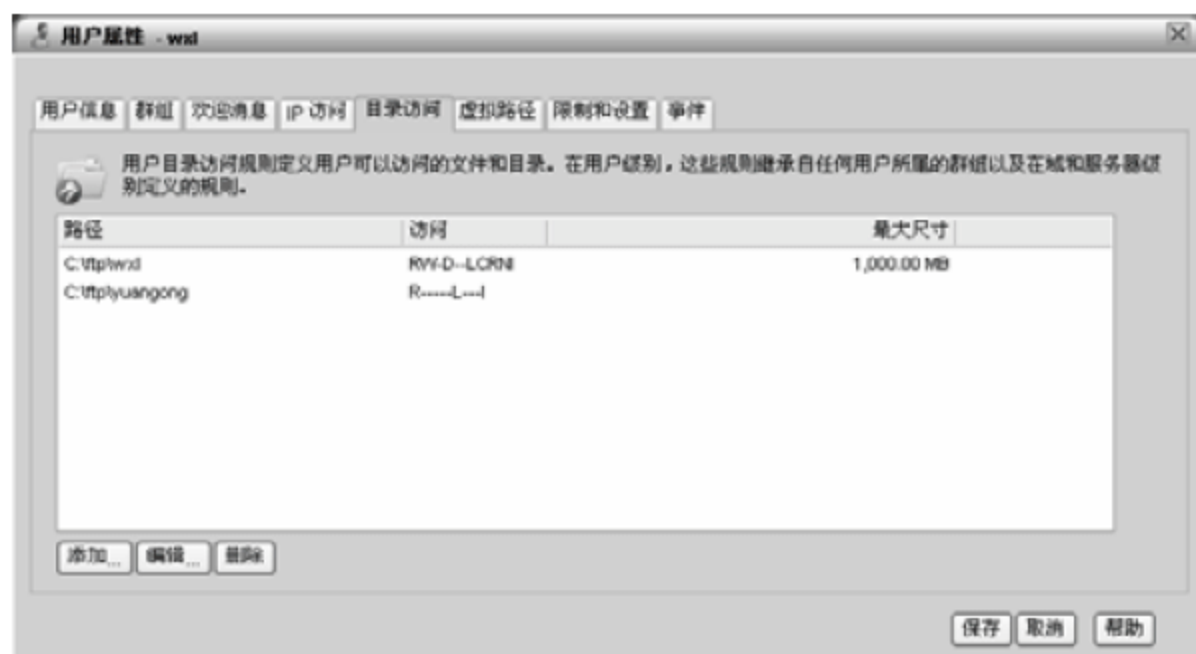 用户属性 - wxl
用户信息 群组 欢迎消息 IP 访问 目录访问 虚拟路径 限制和设置 事件
用户目录访问规则定义用户可以访问的文件和目录。在用户级别，这些规则继承自任何用户所属的群组以及在域和服务器级
别定义的规则。
路径 访问 最大尺寸
C:\ftp\wxl RW-D--LCRNI 1,000.00 MB
C:\ftp\yuangong R-----L---I
添加... 编辑... 删除
保存 取消 帮助